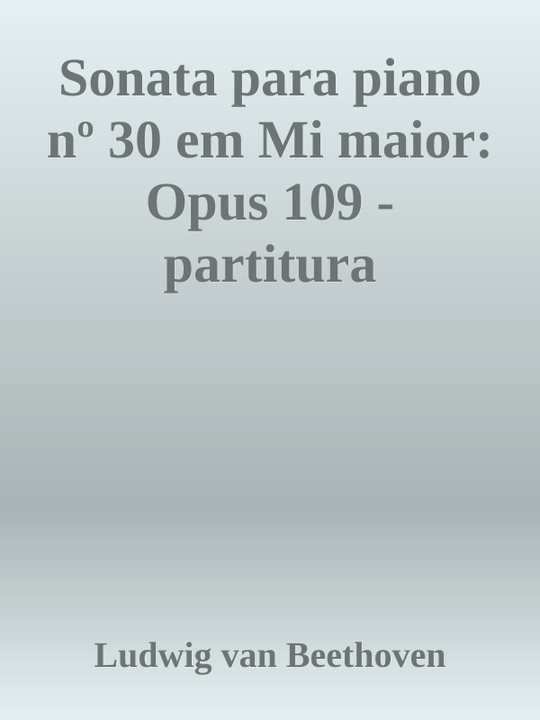 Sonata para piano
nº 30 em Mi maior:
Opus 109 -
partitura
Ludwig van Beethoven